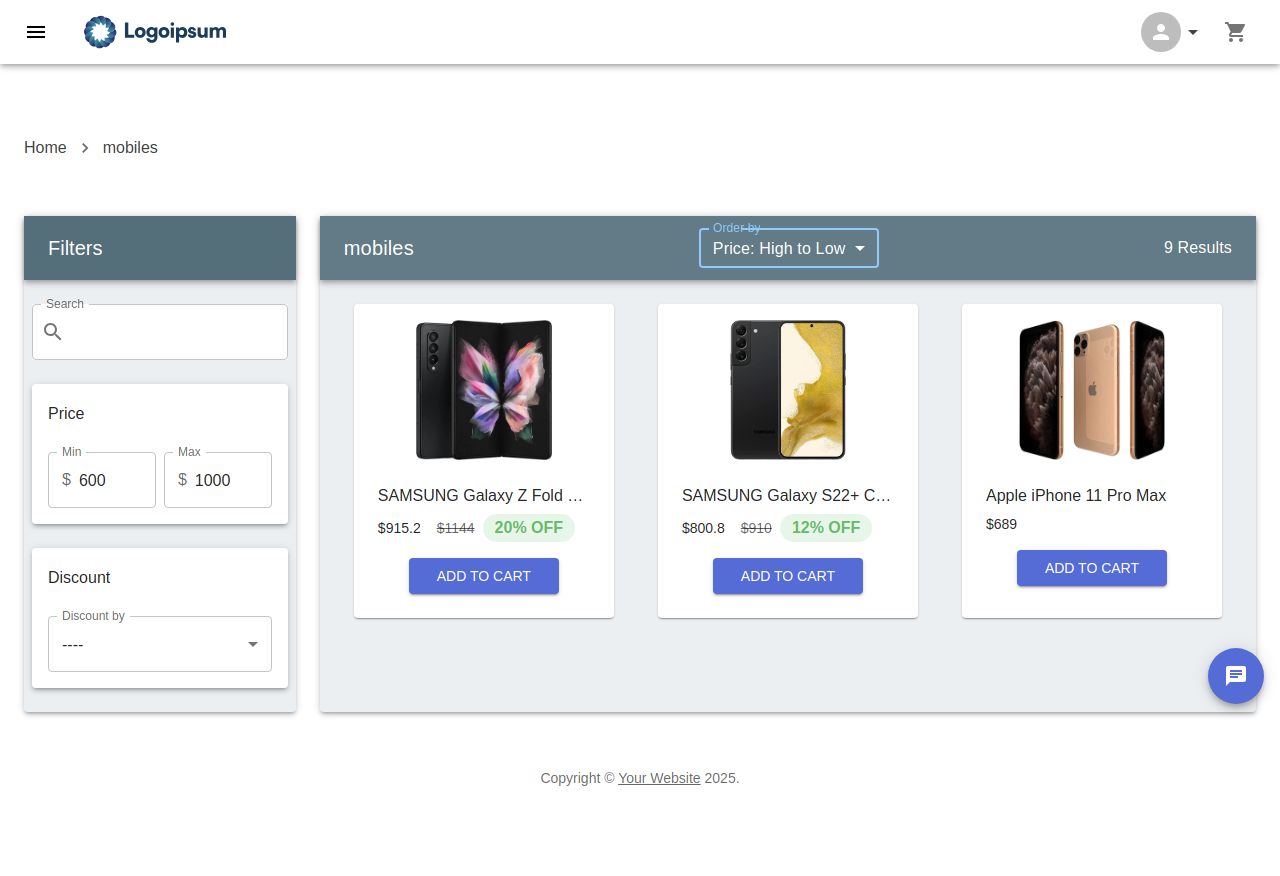 Logoipsum
Home
mobiles
Filters
mobiles
Order by
Price: High to Low
9 Results
Search
Price
Min
$ 600
Max
$ 1000
Discount
Discount by
----
SAMSUNG Galaxy Z Fold …
$915.2 $1144 20% OFF
ADD TO CART
SAMSUNG Galaxy S22+ C…
$800.8 $910 12% OFF
ADD TO CART
Apple iPhone 11 Pro Max
$689
ADD TO CART
Copyright © Your Website 2025.